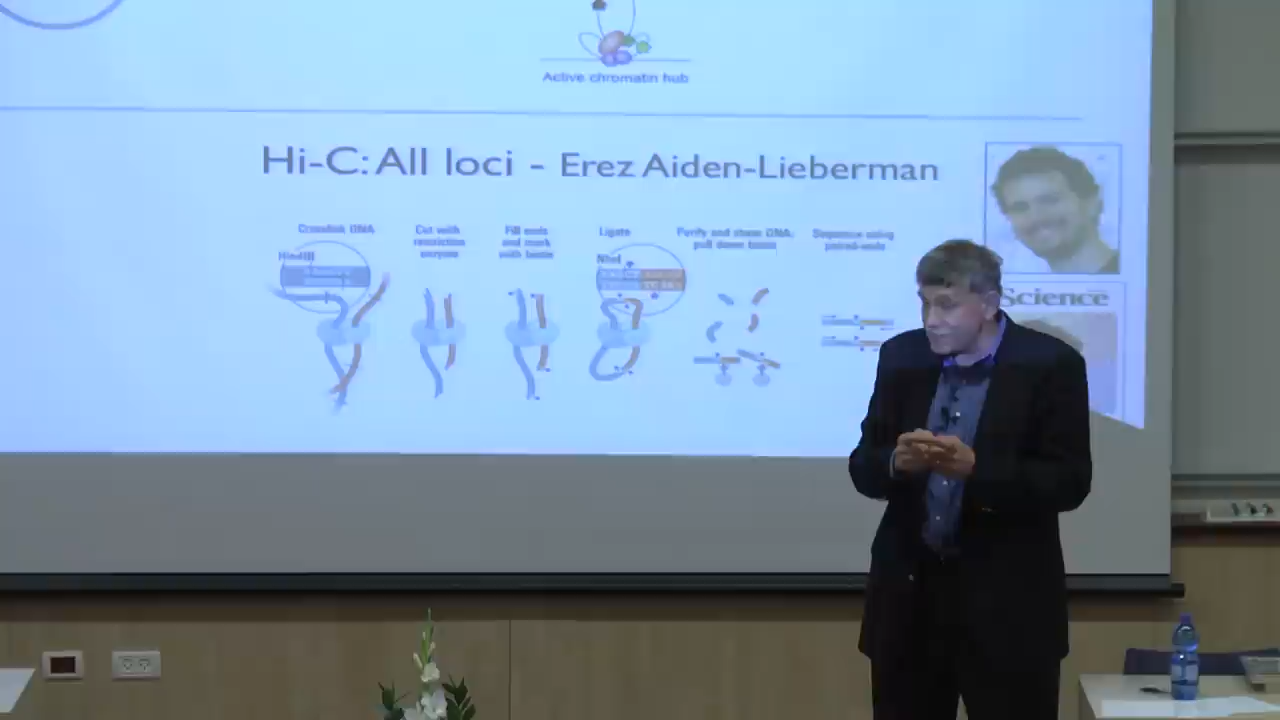 Active chromatin hub
Hi-C: All loci - Erez Aiden-Lieberman
Crosslink DNA
Cut with
restriction
enzyme
Fill ends
and mark
with biotin
Ligate
Purify and shear DNA;
pull down biotin
Sequence using
paired-ends
HindIII
NheI
Science